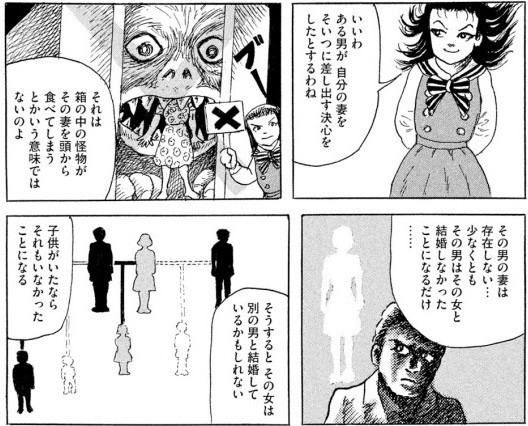 いいわ
ある男が 自分の妻を
そいつに差し出す決心を
したとするわね
ブー
それは
箱の中の怪物が
その妻を頭から
食べてしまう
とかいう意味では
ないのよ
その男の妻は
存在しない…
少なくとも
その男はその女と
結婚しなかった
ことになるだけ
……
そうすると その女は
別の男と結婚して
いるかもしれない
子供がいたなら
それもいなかった
ことになる